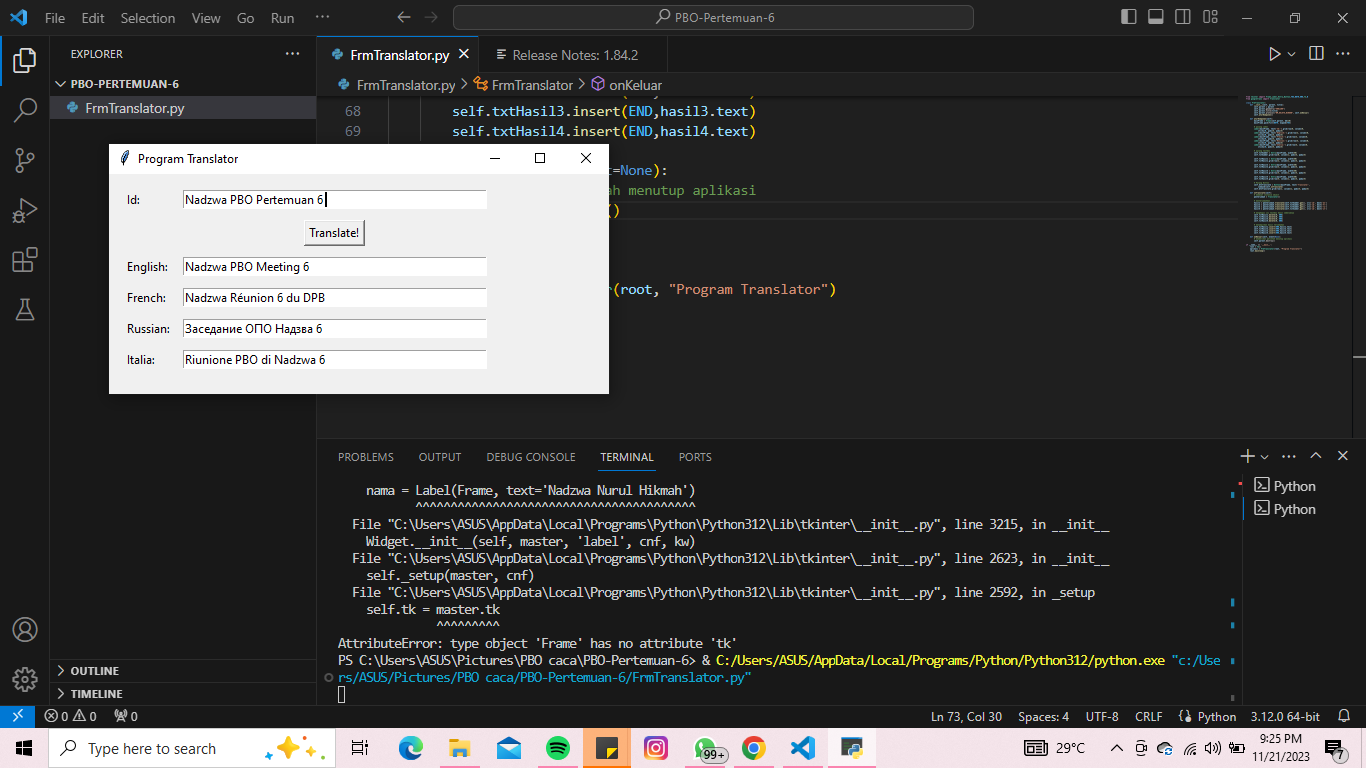 File Edit Selection View Go Run ···
PBO-Pertemuan-6
EXPLORER
PBO-PERTEMUAN-6
FrmTranslator.py
FrmTranslator.py
Release Notes: 1.84.2
FrmTranslator.py > FrmTranslator > onKeluar
68 self.txtHasil3.insert(END,hasil3.text)
69 self.txtHasil4.insert(END,hasil4.text)
=None):
ah menutup aplikasi
()
r(root, "Program Translator")
Program Translator
Id: Nadzwa PBO Pertemuan 6
Translate!
English: Nadzwa PBO Meeting 6
French: Nadzwa Réunion 6 du DPB
Russian: Заседание ОПО Надзва 6
Italia: Riunione PBO di Nadzwa 6
PROBLEMS OUTPUT DEBUG CONSOLE TERMINAL PORTS
nama = Label(Frame, text='Nadzwa Nurul Hikmah')
^^^^^^^^^^^^^^^^^^^^^^^^^^^^^^^^^^^^^^^^
File "C:\Users\ASUS\AppData\Local\Programs\Python\Python312\Lib\tkinter\__init__.py", line 3215, in __init__
Widget.__init__(self, master, 'label', cnf, kw)
File "C:\Users\ASUS\AppData\Local\Programs\Python\Python312\Lib\tkinter\__init__.py", line 2623, in __init__
self._setup(master, cnf)
File "C:\Users\ASUS\AppData\Local\Programs\Python\Python312\Lib\tkinter\__init__.py", line 2592, in _setup
self.tk = master.tk
^^^^^^^^^
AttributeError: type object 'Frame' has no attribute 'tk'
PS C:\Users\ASUS\Pictures\PBO caca\PBO-Pertemuan-6> & C:/Users/ASUS/AppData/Local/Programs/Python/Python312/python.exe "c:/Use
rs/ASUS/Pictures/PBO caca/PBO-Pertemuan-6/FrmTranslator.py"
Python
Python
OUTLINE
TIMELINE
0 0 0
Ln 73, Col 30 Spaces: 4 UTF-8 CRLF Python 3.12.0 64-bit
Type here to search
99+
29°C
9:25 PM
11/21/2023
7